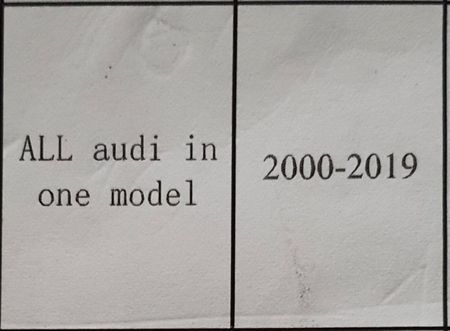 ALL audi in
one model
2000-2019